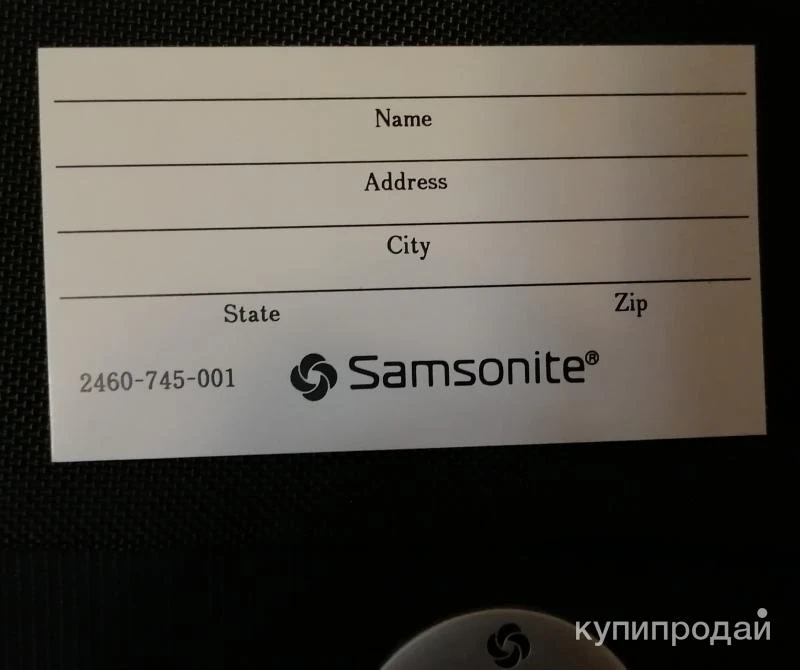 Name
Address
City
State Zip
2460-745-001 Samsonite®
купипродай